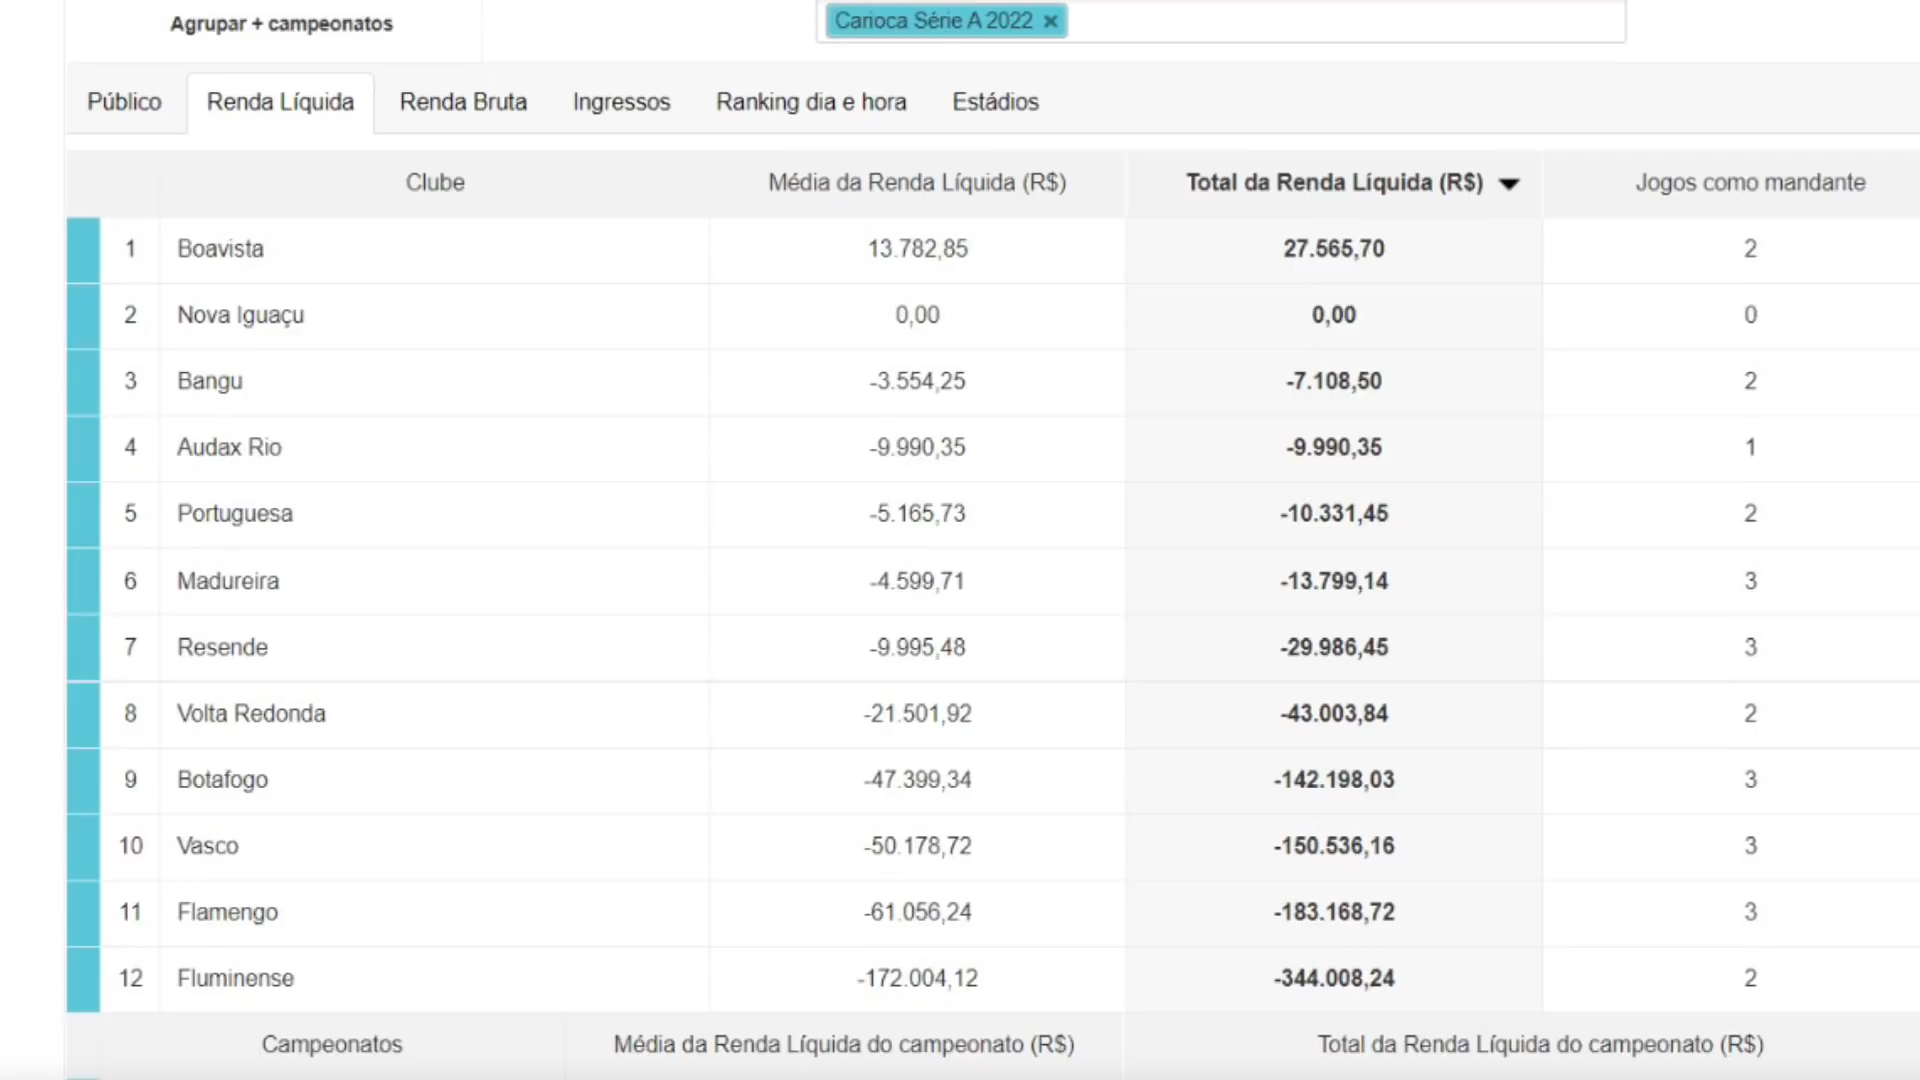 Agrupar + campeonatos
Carioca Série A 2022 ×
Público Renda Líquida Renda Bruta Ingressos Ranking dia e hora Estádios
Clube Média da Renda Líquida (R$) Total da Renda Líquida (R$) ▼ Jogos como mandante
1 Boavista 13.782,85 27.565,70 2
2 Nova Iguaçu 0,00 0,00 0
3 Bangu -3.554,25 -7.108,50 2
4 Audax Rio -9.990,35 -9.990,35 1
5 Portuguesa -5.165,73 -10.331,45 2
6 Madureira -4.599,71 -13.799,14 3
7 Resende -9.995,48 -29.986,45 3
8 Volta Redonda -21.501,92 -43.003,84 2
9 Botafogo -47.399,34 -142.198,03 3
10 Vasco -50.178,72 -150.536,16 3
11 Flamengo -61.056,24 -183.168,72 3
12 Fluminense -172.004,12 -344.008,24 2
Campeonatos Média da Renda Líquida do campeonato (R$) Total da Renda Líquida do campeonato (R$)